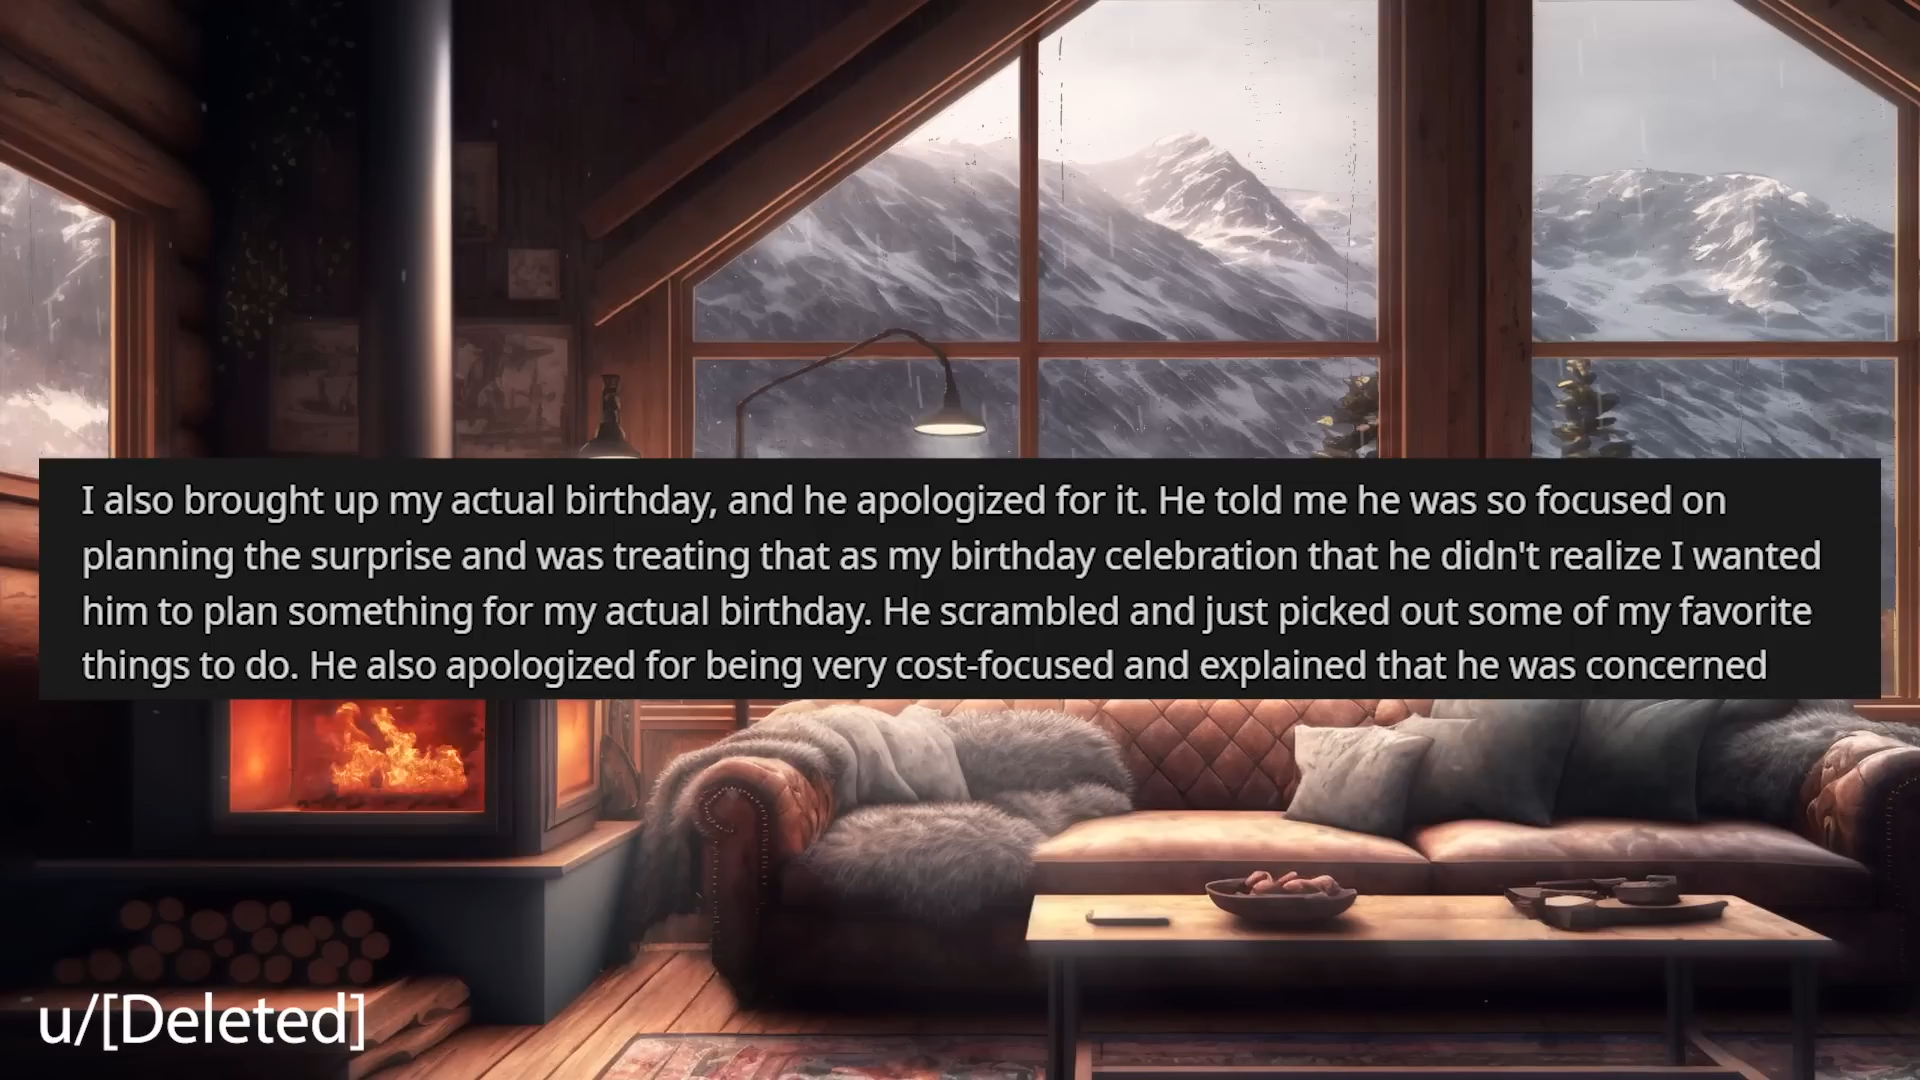 I also brought up my actual birthday, and he apologized for it. He told me he was so focused on
planning the surprise and was treating that as my birthday celebration that he didn't realize I wanted
him to plan something for my actual birthday. He scrambled and just picked out some of my favorite
things to do. He also apologized for being very cost-focused and explained that he was concerned
u/[Deleted]